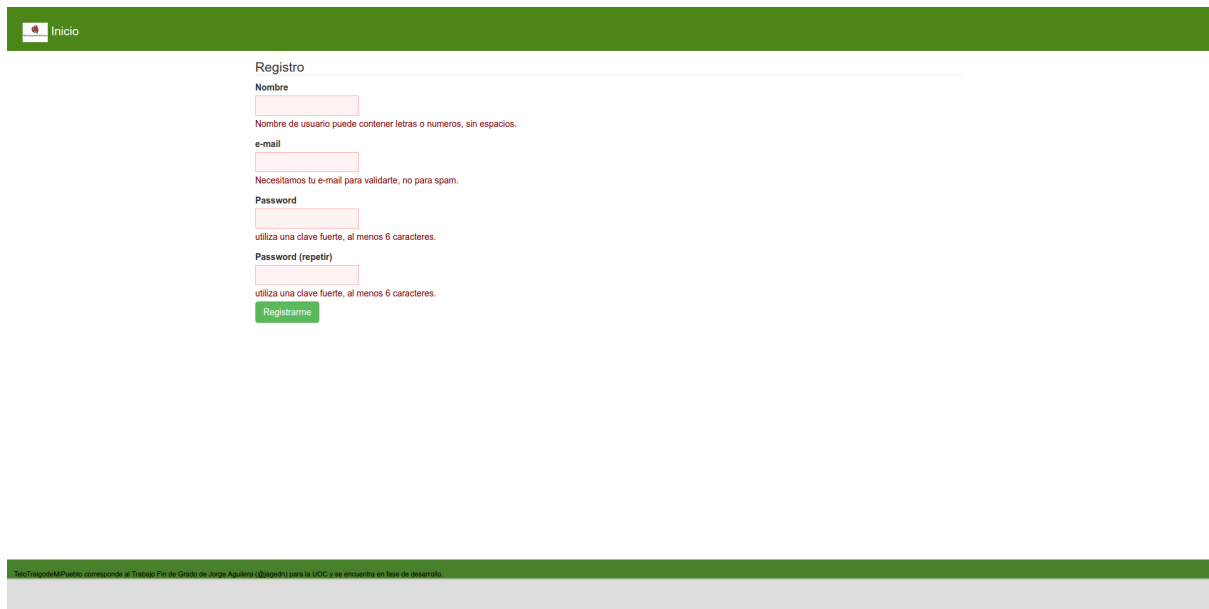 Inicio
Registro
Nombre
Nombre de usuario puede contener letras o numeros, sin espacios.
e-mail
Necesitamos tu e-mail para validarte, no para spam.
Password
utiliza una clave fuerte, al menos 6 caracteres.
Password (repetir)
utiliza una clave fuerte, al menos 6 caracteres.
Registrarme
TeloTraigodeMiPueblo corresponde al Trabajo Fin de Grado de Jorge Aguilera (@jagedn) para la UOC y se encuentra en fase de desarrollo.